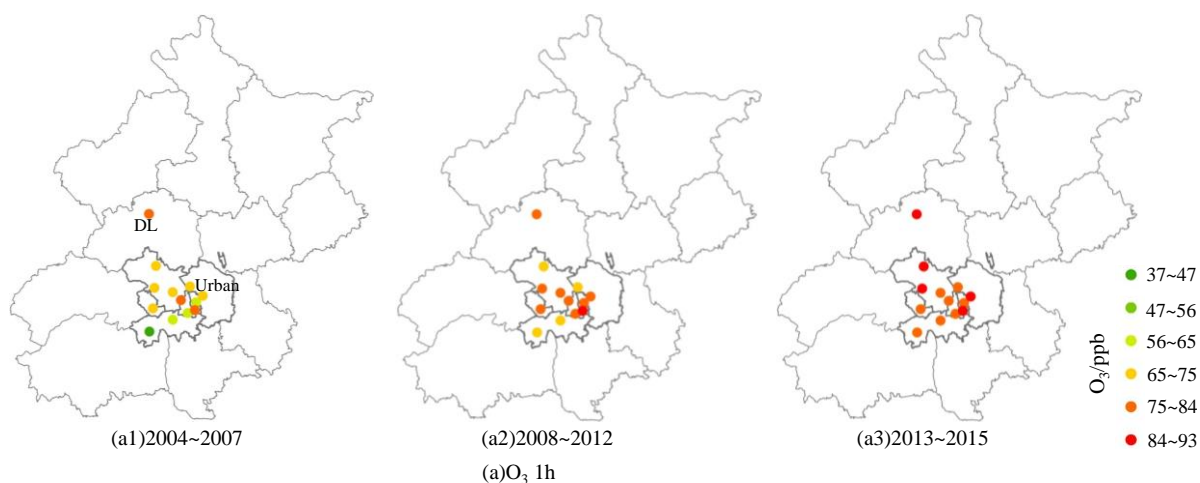 DL
Urban
(a1)2004~2007
(a2)2008~2012
(a3)2013~2015
(a)O₃ 1h
O₃/ppb
37~47
47~56
56~65
65~75
75~84
84~93